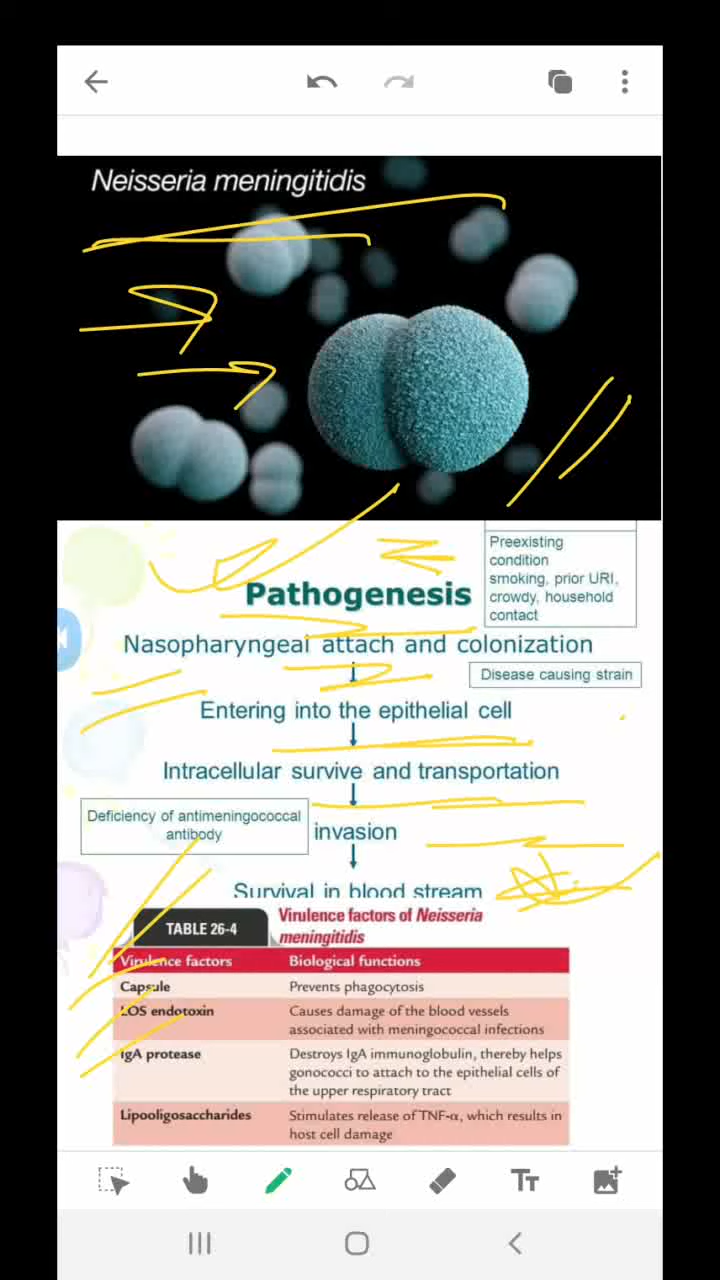 Neisseria meningitidis
Preexisting
condition
smoking, prior URI,
crowdy, household
contact
Pathogenesis
Nasopharyngeal attach and colonization
Disease causing strain
Entering into the epithelial cell
Intracellular survive and transportation
Deficiency of antimeningococcal
antibody
invasion
Survival in blood stream
TABLE 26-4
Virulence factors of Neisseria
meningitidis
Virulence factors Biological functions
Capsule Prevents phagocytosis
LOS endotoxin Causes damage of the blood vessels
associated with meningococcal infections
IgA protease Destroys IgA immunoglobulin, thereby helps
gonococci to attach to the epithelial cells of
the upper respiratory tract
Lipooligosaccharides Stimulates release of TNF-α, which results in
host cell damage
Tт